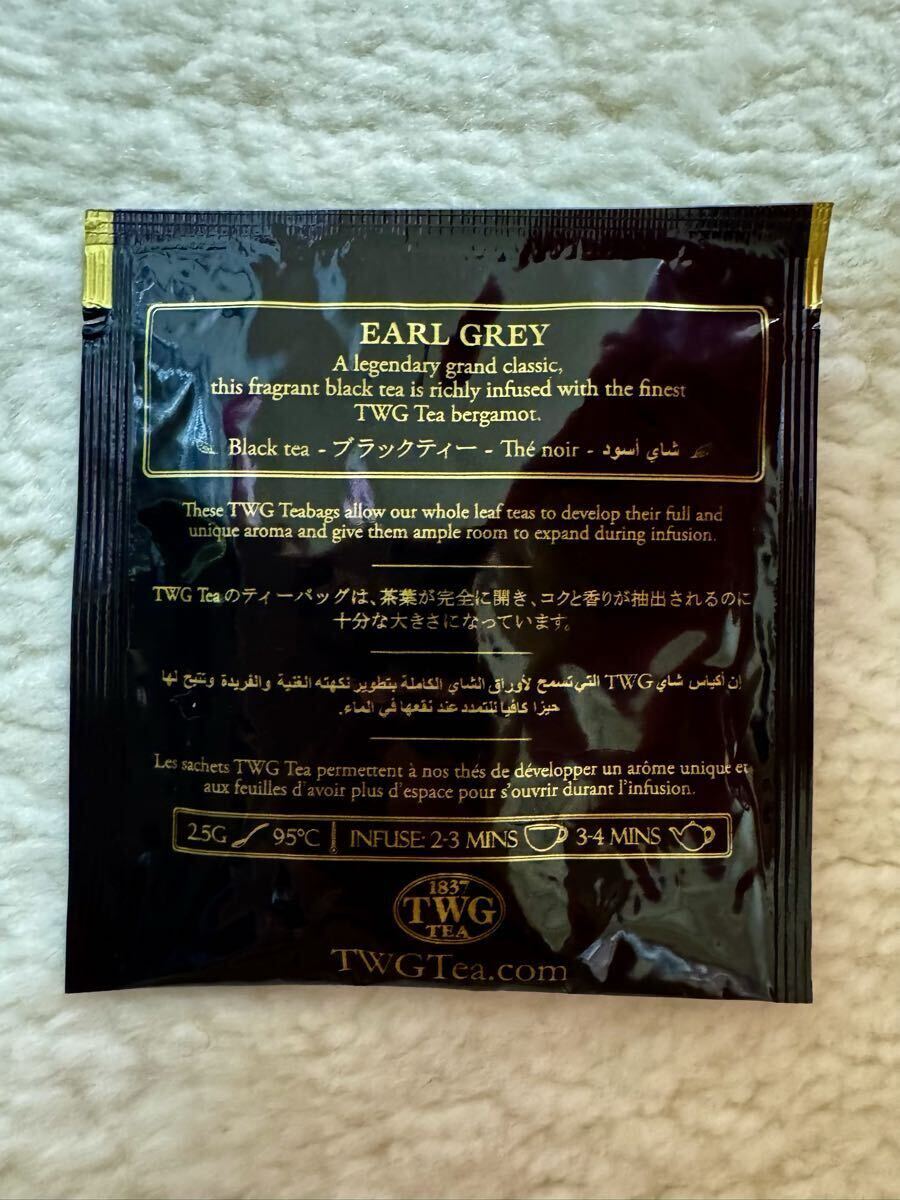 EARL GREY
A legendary grand classic,
this fragrant black tea is richly infused with the finest
TWG Tea bergamot.
Black tea - ブラックティー - Thé noir - شاي أسود
These TWG Teabags allow our whole leaf teas to develop their full and
unique aroma and give them ample room to expand during infusion.
TWG Teaのティーバッグは、茶葉が完全に開き、コクと香りが抽出されるのに
十分な大きさになっています。
إن أكياس شاي TWG التي تسمح لأوراق الشاي الكاملة بتطوير نكهته الغنية والفريدة وتتيح لها
حيزا كافيا للتمدد عند نقعها في الماء.
Les sachets TWG Tea permettent à nos thés de développer un arôme unique et
aux feuilles d'avoir plus d'espace pour s'ouvrir durant l'infusion.
2.5G 95°C INFUSE: 2-3 MINS 3-4 MINS
1837
TWG
TEA
TWGTea.com